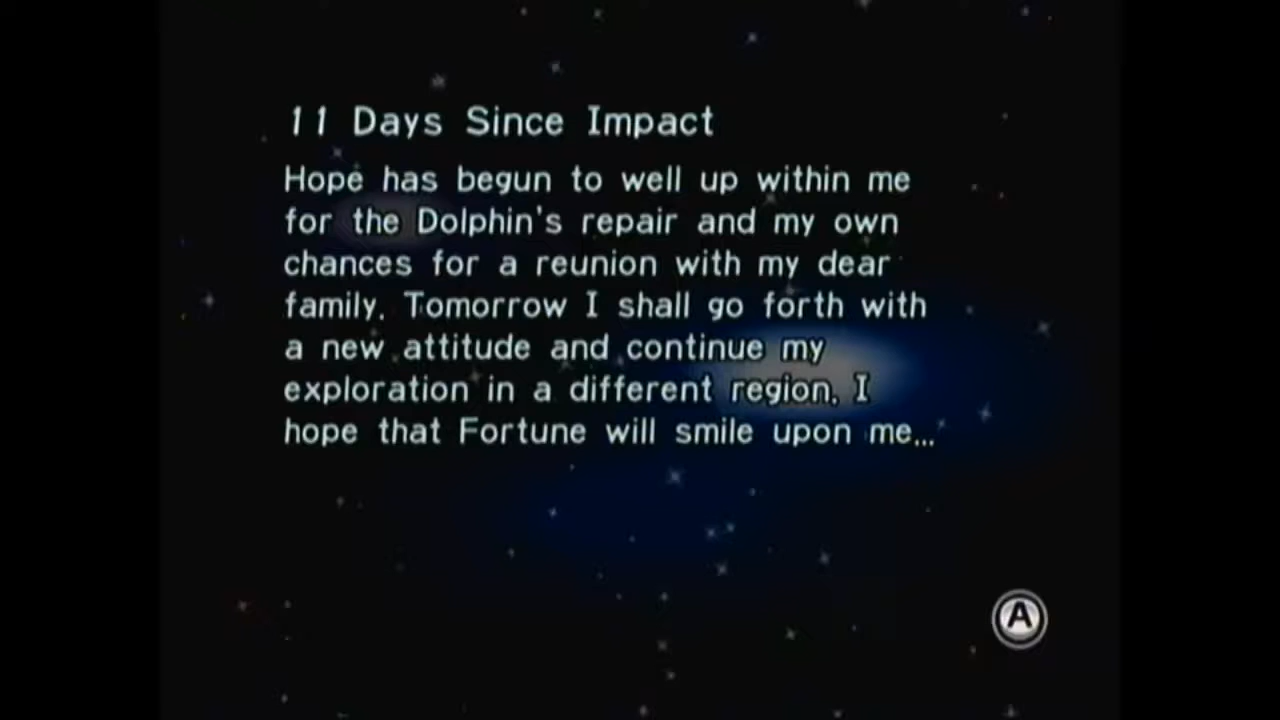 11 Days Since Impact
Hope has begun to well up within me
for the Dolphin's repair and my own
chances for a reunion with my dear
family. Tomorrow I shall go forth with
a new attitude and continue my
exploration in a different region. I
hope that Fortune will smile upon me...
A